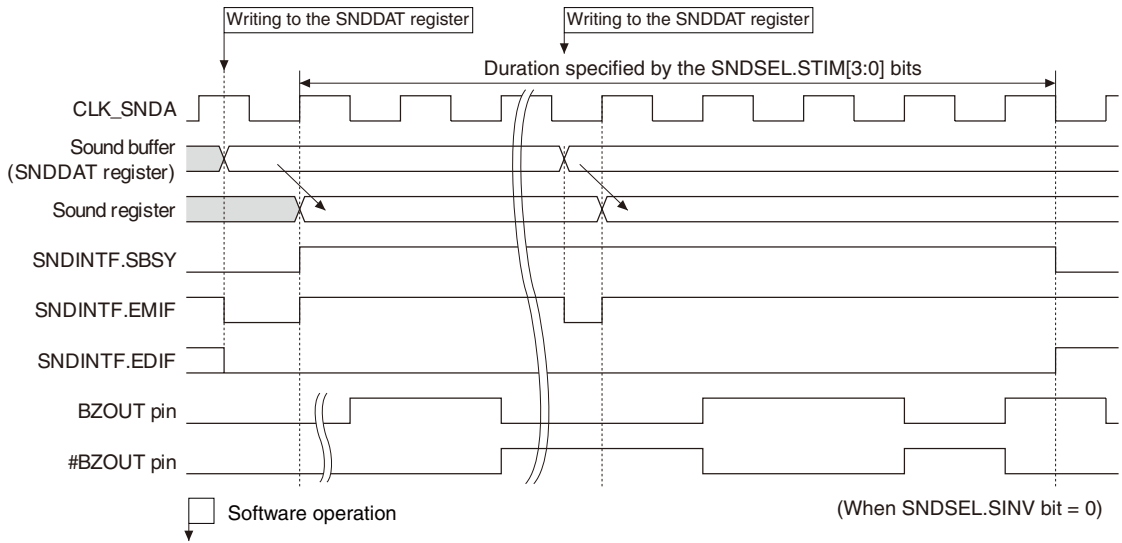 Writing to the SNDDAT register
Writing to the SNDDAT register
Duration specified by the SNDSEL.STIM[3:0] bits
CLK_SNDA
Sound buffer
(SNDDAT register)
Sound register
SNDINTF.SBSY
SNDINTF.EMIF
SNDINTF.EDIF
BZOUT pin
#BZOUT pin
Software operation
(When SNDSEL.SINV bit = 0)